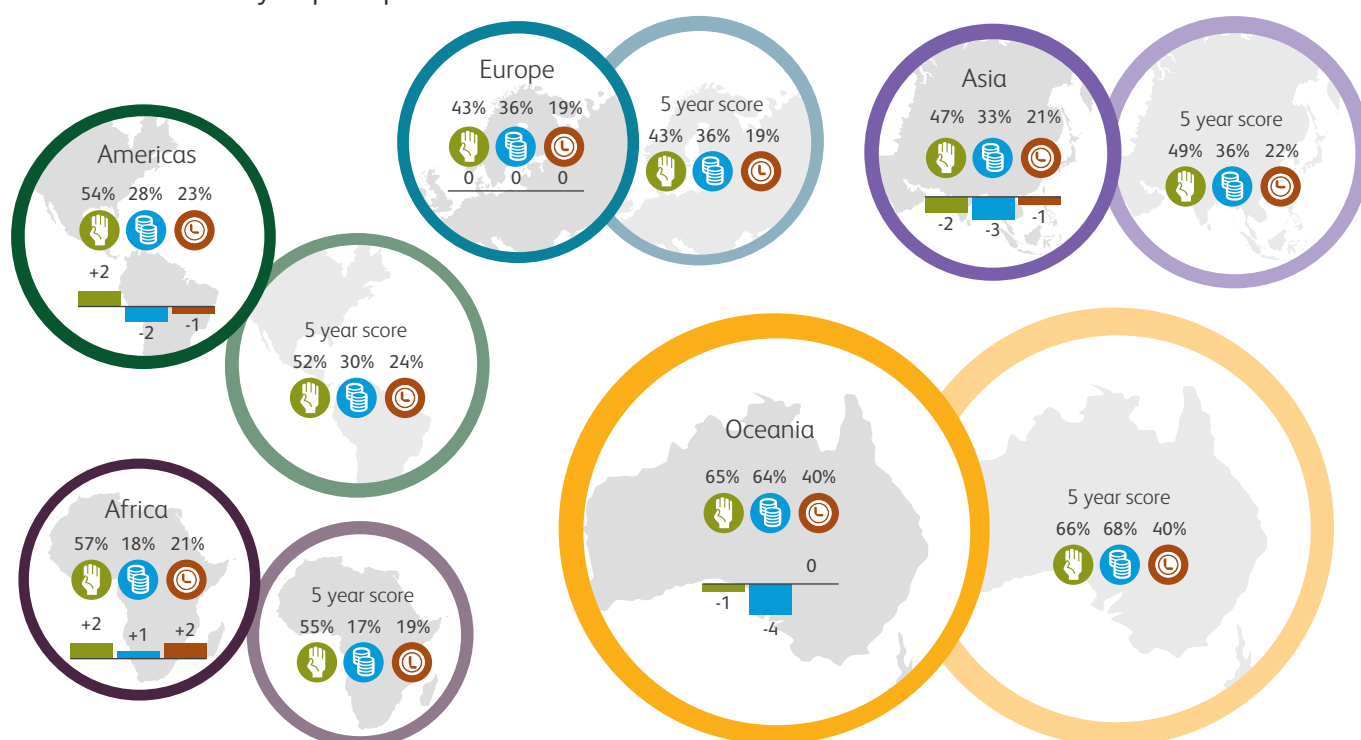 Europe
43% 36% 19%
0 0 0
5 year score
43% 36% 19%
Asia
47% 33% 21%
-2 -3 -1
5 year score
49% 36% 22%
Americas
54% 28% 23%
+2 -2 -1
5 year score
52% 30% 24%
Oceania
65% 64% 40%
-1 -4 0
5 year score
66% 68% 40%
Africa
57% 18% 21%
+2 +1 +2
5 year score
55% 17% 19%